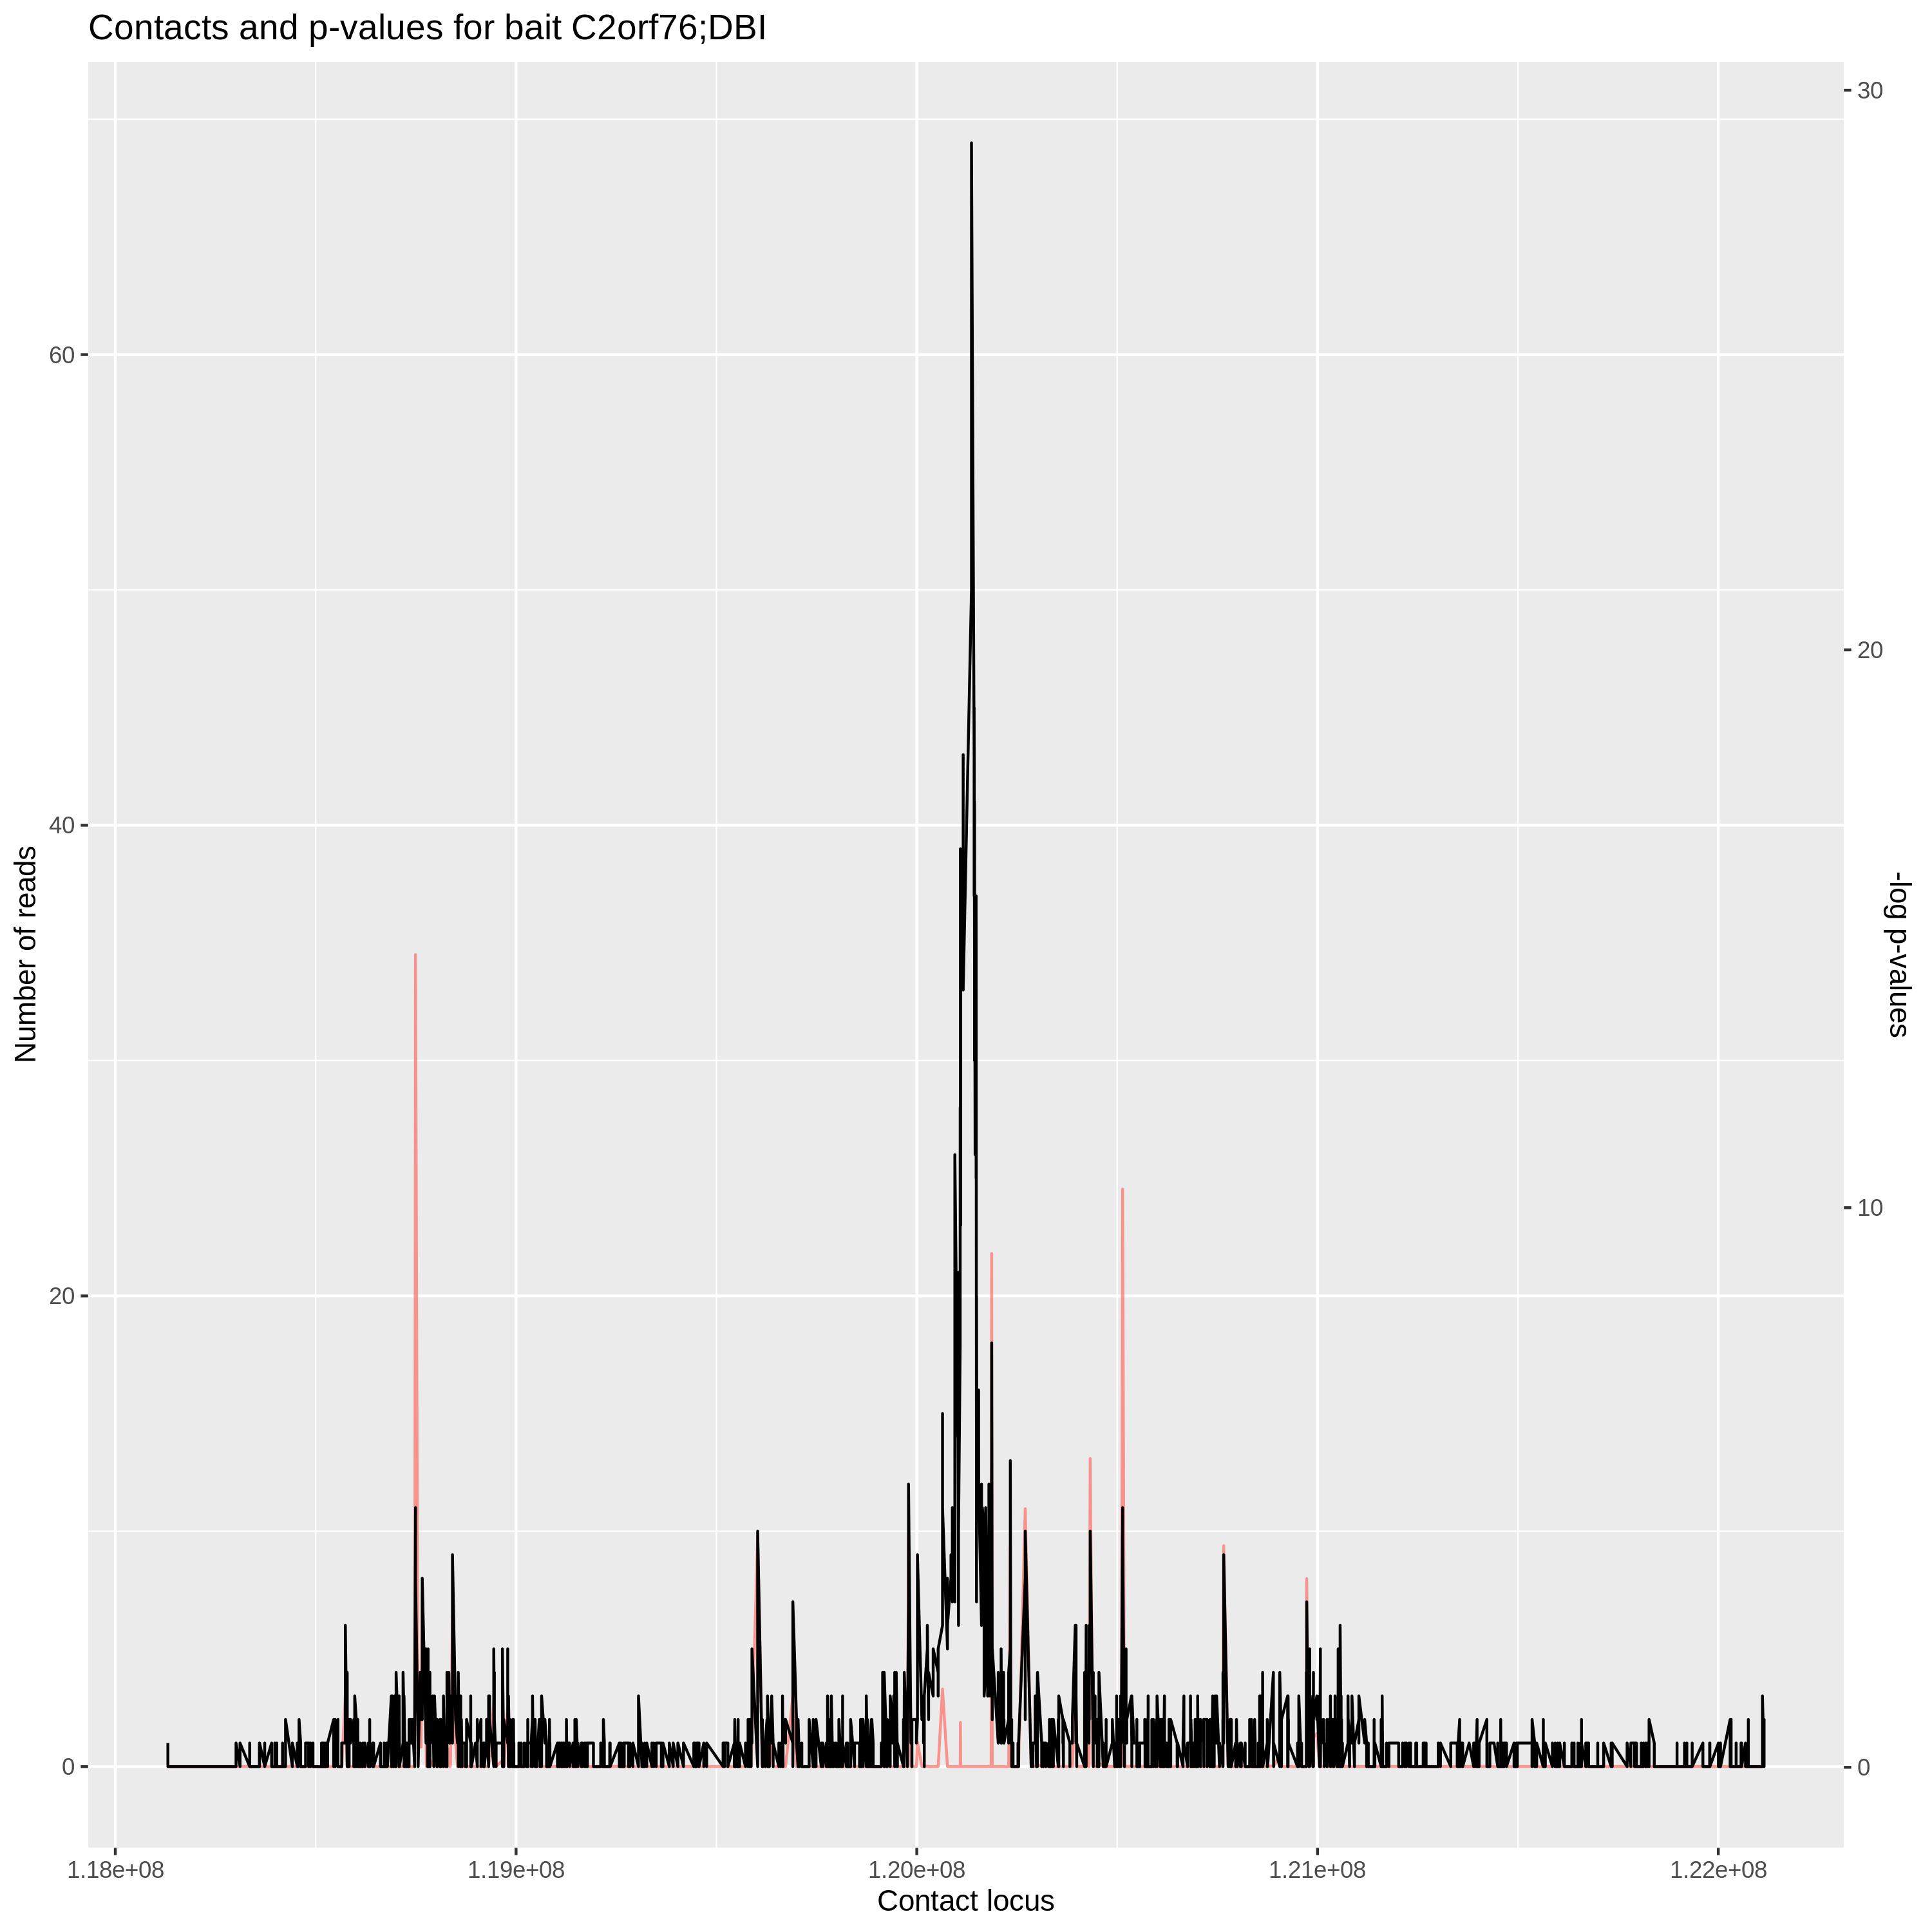 Contacts and p-values for bait C2orf76;DBI
Number of reads
60
40
20
0
30
20
10
0
-log p-values
1.18e+08
1.19e+08
1.20e+08
1.21e+08
1.22e+08
Contact locus